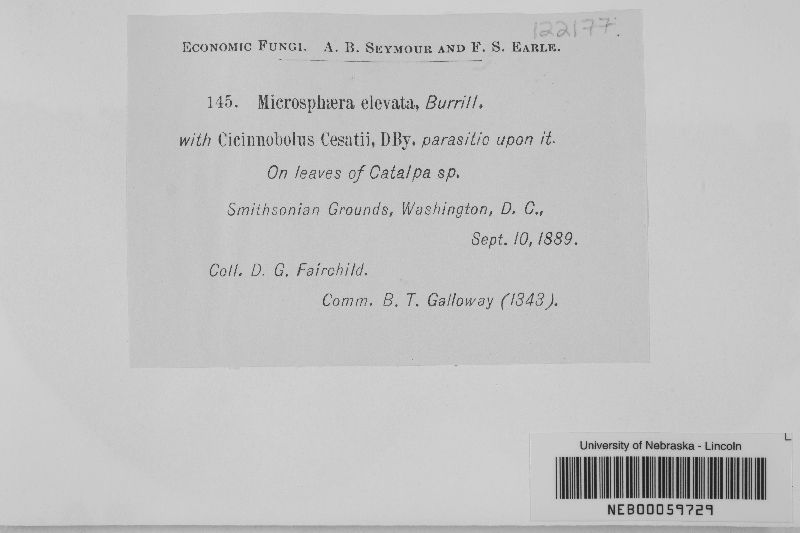 122177.
ECONOMIC FUNGI. A. B. SEYMOUR AND F. S. EARLE.
145. Microsphæra elevata, Burrill.
with Cicinnobolus Cesatii, DBy. parasitic upon it.
On leaves of Catalpa sp.
Smithsonian Grounds, Washington, D. C.,
Sept. 10, 1889.
Coll. D. G. Fairchild.
Comm. B. T. Galloway (1343).
L
University of Nebraska - Lincoln
NEB00059729